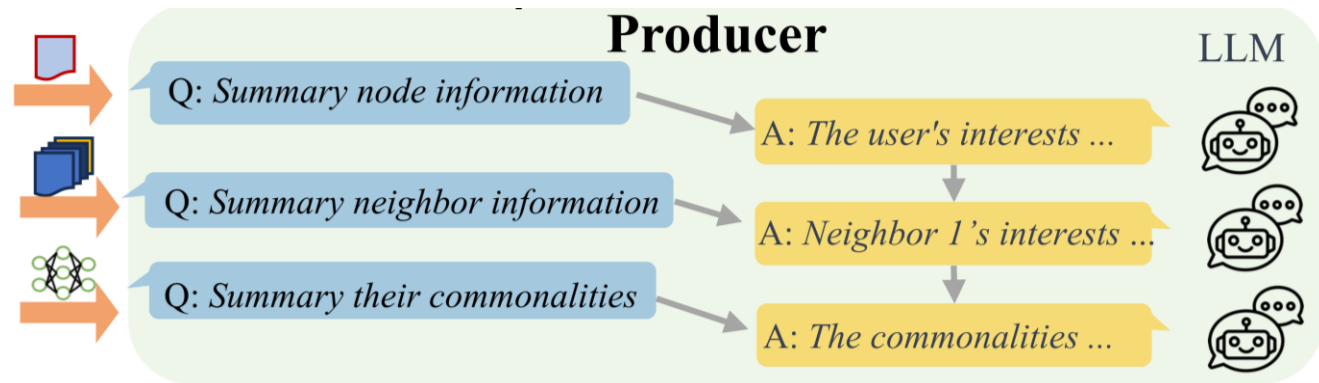 Producer
LLM
Q: Summary node information
A: The user's interests ...
Q: Summary neighbor information
A: Neighbor 1’s interests ...
Q: Summary their commonalities
A: The commonalities ...